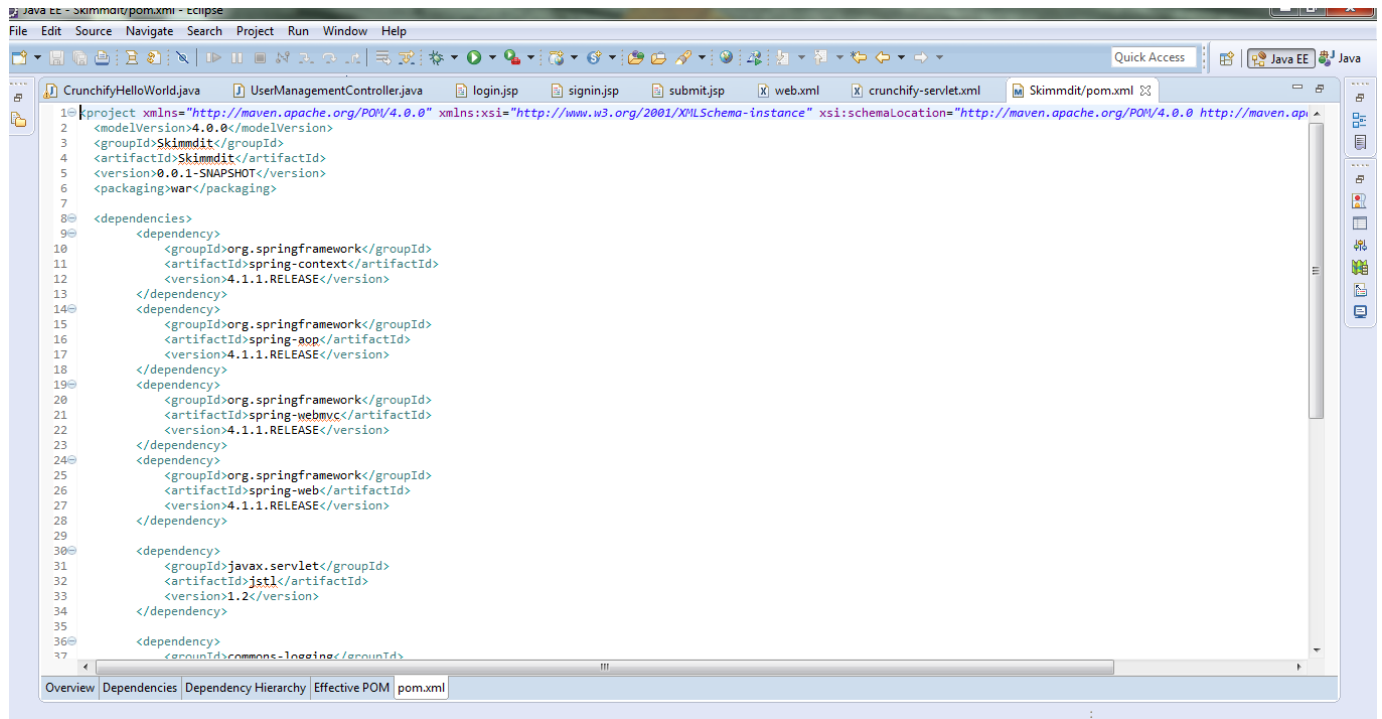 Java EE - Skimmdit/pom.xml - Eclipse
File Edit Source Navigate Search Project Run Window Help
Quick Access Java EE Java
CrunchifyHelloWorld.java UserManagementController.java login.jsp signin.jsp submit.jsp web.xml crunchify-servlet.xml Skimmdit/pom.xml
1 <project xmlns="http://maven.apache.org/POM/4.0.0" xmlns:xsi="http://www.w3.org/2001/XMLSchema-instance" xsi:schemaLocation="http://maven.apache.org/POM/4.0.0 http://maven.ap
2 <modelVersion>4.0.0</modelVersion>
3 <groupId>Skimmdit</groupId>
4 <artifactId>Skimmdit</artifactId>
5 <version>0.0.1-SNAPSHOT</version>
6 <packaging>war</packaging>
7
8 <dependencies>
9 <dependency>
10 <groupId>org.springframework</groupId>
11 <artifactId>spring-context</artifactId>
12 <version>4.1.1.RELEASE</version>
13 </dependency>
14 <dependency>
15 <groupId>org.springframework</groupId>
16 <artifactId>spring-aop</artifactId>
17 <version>4.1.1.RELEASE</version>
18 </dependency>
19 <dependency>
20 <groupId>org.springframework</groupId>
21 <artifactId>spring-webmvc</artifactId>
22 <version>4.1.1.RELEASE</version>
23 </dependency>
24 <dependency>
25 <groupId>org.springframework</groupId>
26 <artifactId>spring-web</artifactId>
27 <version>4.1.1.RELEASE</version>
28 </dependency>
29
30 <dependency>
31 <groupId>javax.servlet</groupId>
32 <artifactId>jstl</artifactId>
33 <version>1.2</version>
34 </dependency>
35
36 <dependency>
37 <groupId>commons-logging</groupId>
Overview Dependencies Dependency Hierarchy Effective POM pom.xml